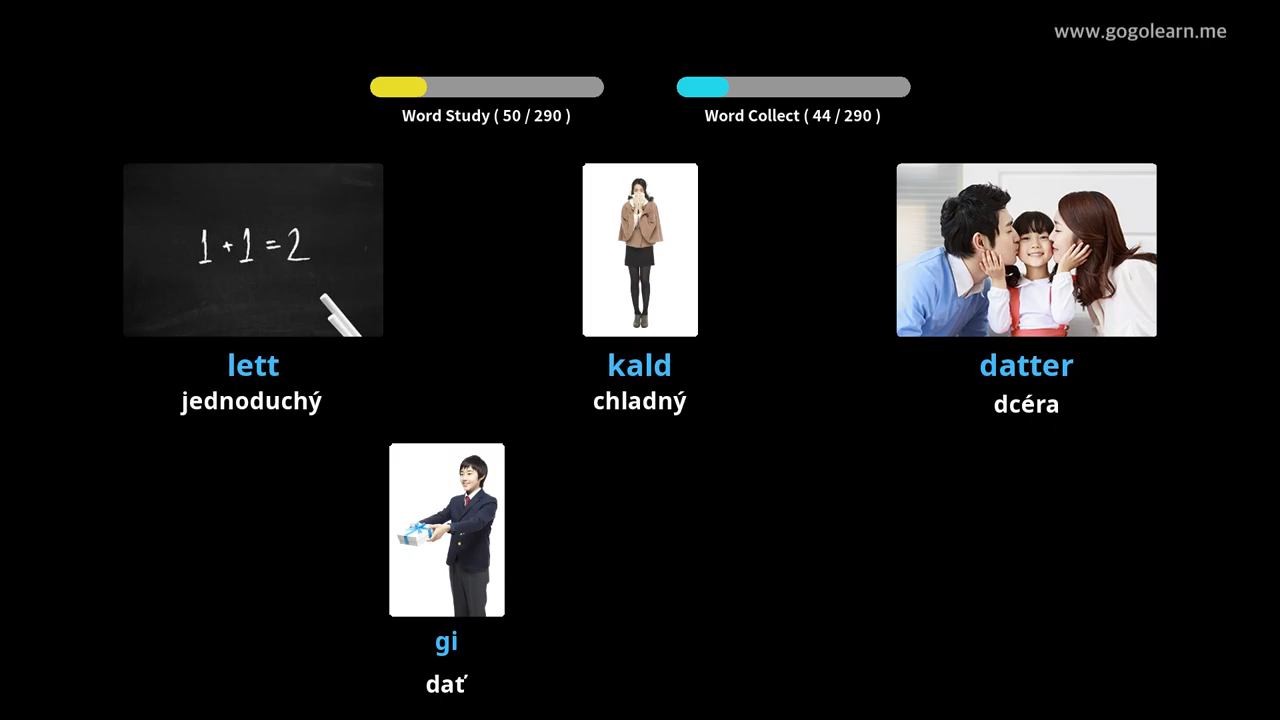 www.gogolearn.me
Word Study ( 50 / 290 )
Word Collect ( 44 / 290 )
1 + 1 = 2
lett
kald
datter
jednoduchý
chladný
dcéra
gi
dať